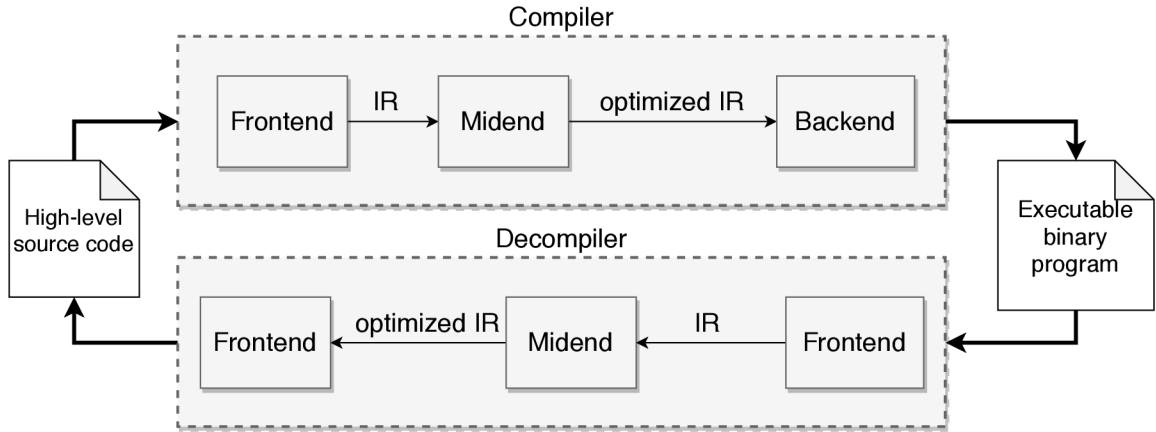 Compiler
Frontend
IR
Midend
optimized IR
Backend
High-level
source code
Executable
binary
program
Decompiler
Frontend
optimized IR
Midend
IR
Frontend